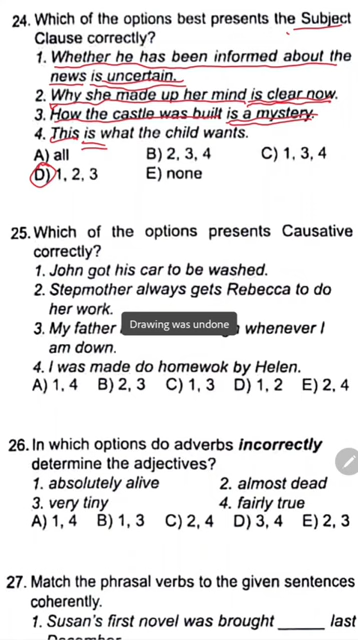 24. Which of the options best presents the Subject
Clause correctly?
1. Whether he has been informed about the
news is uncertain.
2. Why she made up her mind is clear now.
3. How the castle was built is a mystery.
4. This is what the child wants.
A) all B) 2, 3, 4 C) 1, 3, 4
D) 1, 2, 3 E) none
25. Which of the options presents Causative
correctly?
1. John got his car to be washed.
2. Stepmother always gets Rebecca to do
her work.
3. My father whenever I
Drawing was undone
am down.
4. I was made do homewok by Helen.
A) 1, 4 B) 2, 3 C) 1, 3 D) 1, 2 E) 2, 4
26. In which options do adverbs incorrectly
determine the adjectives?
1. absolutely alive 2. almost dead
3. very tiny 4. fairly true
A) 1, 4 B) 1, 3 C) 2, 4 D) 3, 4 E) 2, 3
27. Match the phrasal verbs to the given sentences
coherently.
1. Susan's first novel was brought _____ last